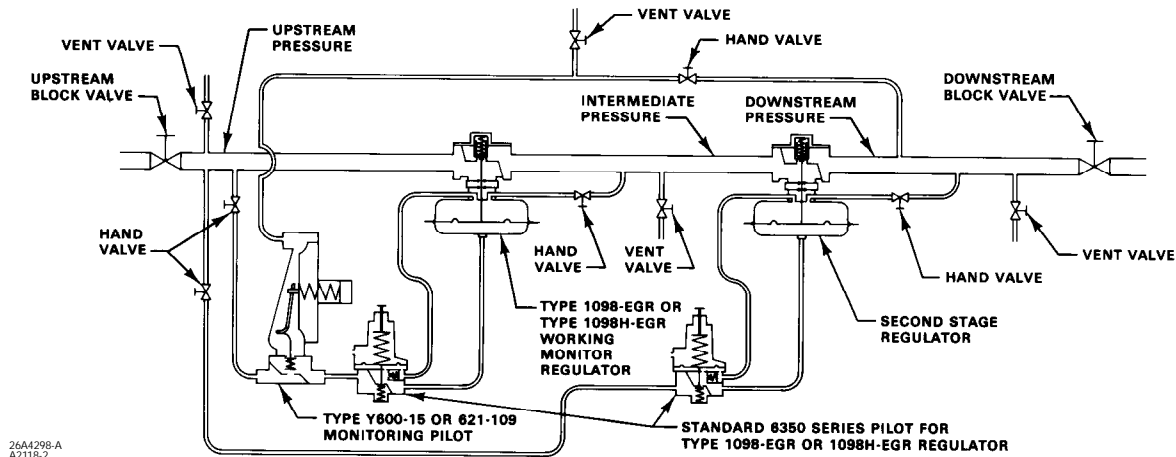 VENT VALVE
HAND VALVE
VENT VALVE
UPSTREAM
PRESSURE
UPSTREAM
BLOCK VALVE
INTERMEDIATE
PRESSURE
DOWNSTREAM
PRESSURE
DOWNSTREAM
BLOCK VALVE
HAND
VALVE
HAND
VALVE
VENT
VALVE
HAND VALVE
VENT VALVE
TYPE 1098-EGR OR
TYPE 1098H-EGR
WORKING
MONITOR
REGULATOR
SECOND STAGE
REGULATOR
TYPE Y600-15 OR 621-109
MONITORING PILOT
STANDARD 6350 SERIES PILOT FOR
TYPE 1098-EGR OR 1098H-EGR REGULATOR
26A4298-A
A2118-2